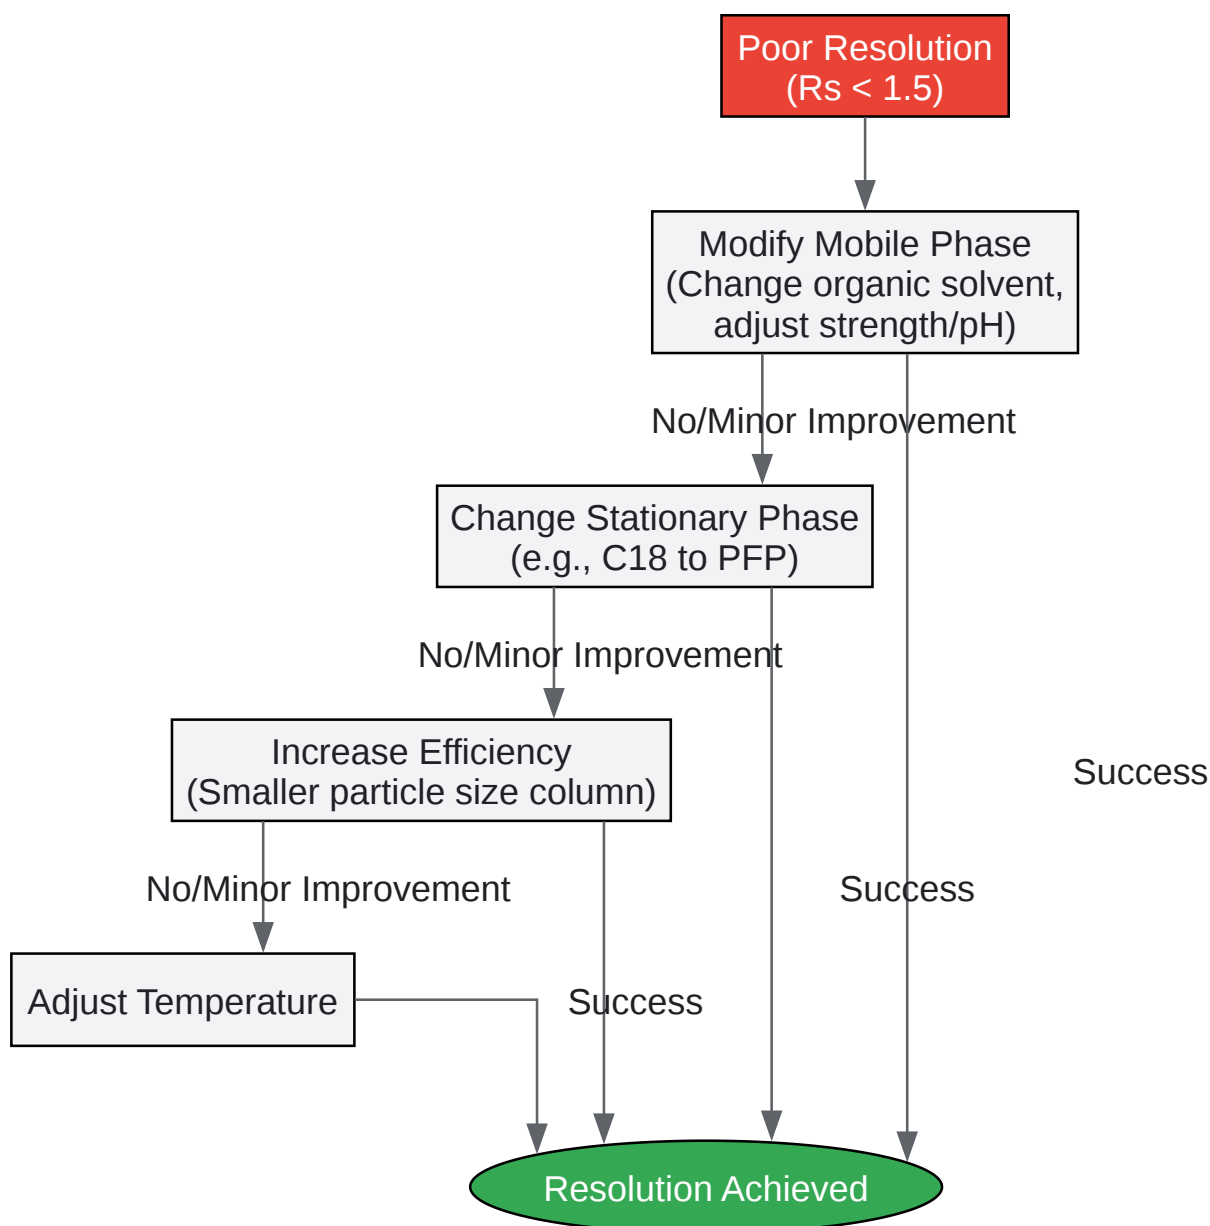 Poor Resolution
(Rs < 1.5)
Modify Mobile Phase
(Change organic solvent,
adjust strength/pH)
No/Minor Improvement
Change Stationary Phase
(e.g., C18 to PFP)
No/Minor Improvement
Increase Efficiency
(Smaller particle size column)
Success
No/Minor Improvement
Success
Adjust Temperature
Success
Resolution Achieved